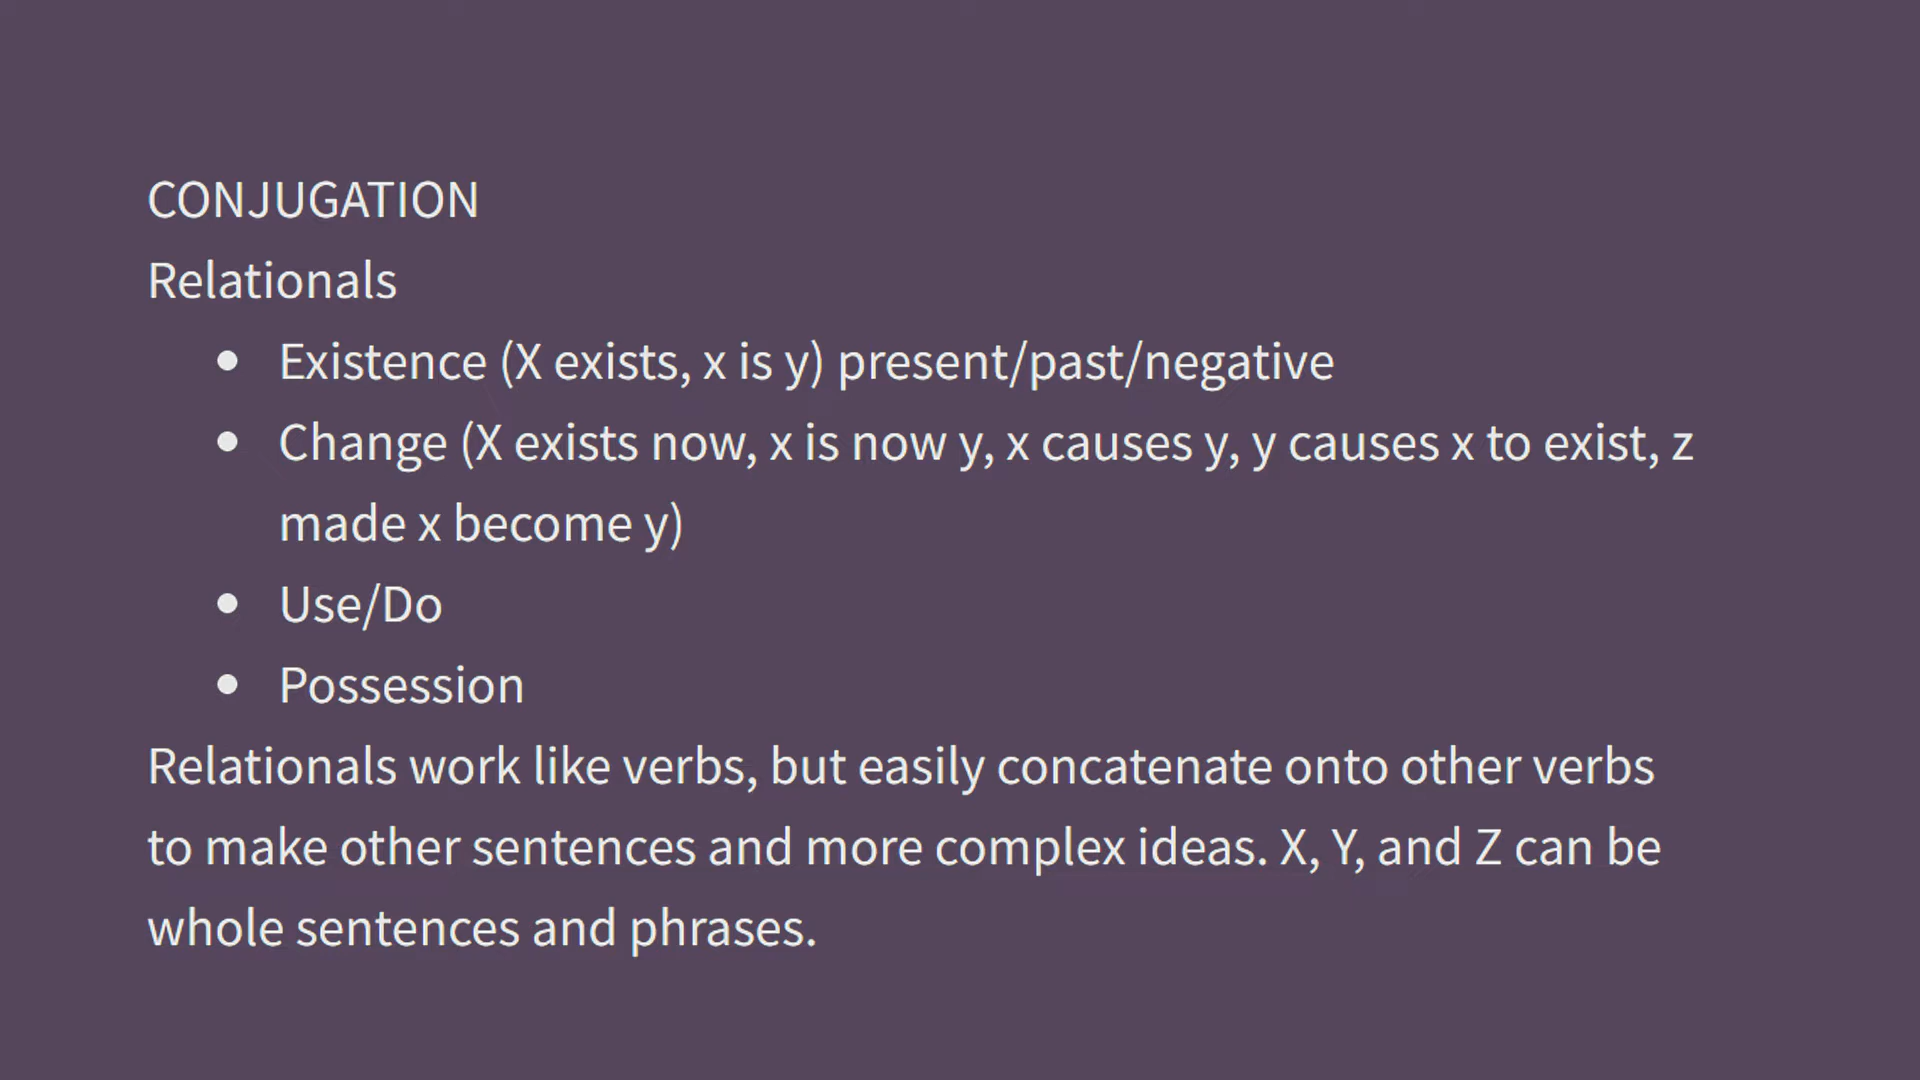 CONJUGATION
Relationals
● Existence (X exists, x is y) present/past/negative
● Change (X exists now, x is now y, x causes y, y causes x to exist, z
made x become y)
● Use/Do
● Possession
Relationals work like verbs, but easily concatenate onto other verbs
to make other sentences and more complex ideas. X, Y, and Z can be
whole sentences and phrases.